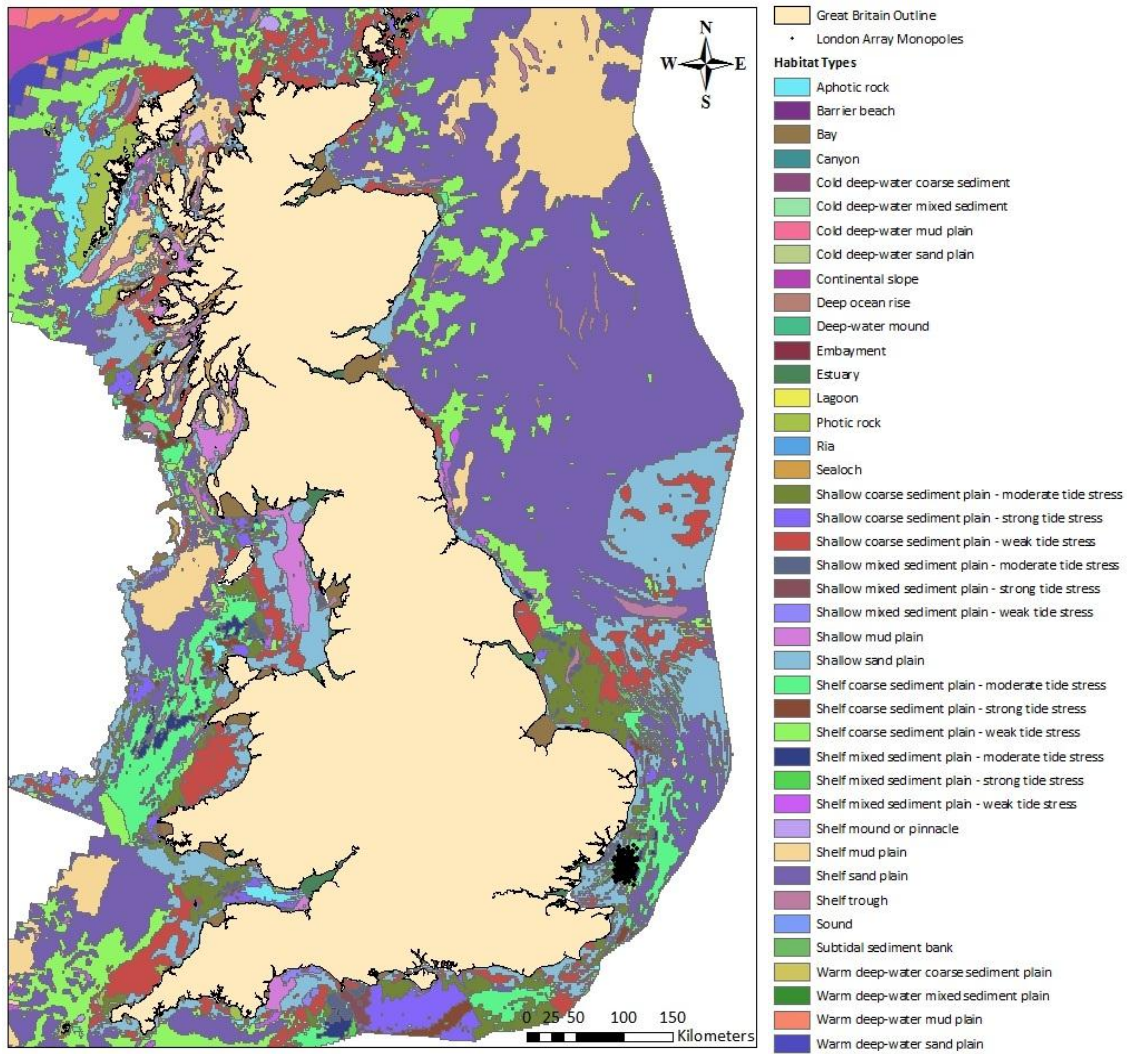 N
W E
S
0 25 50 100 150
Kilometers
Great Britain Outline
London Array Monopoles
Habitat Types
Aphotic rock
Barrier beach
Bay
Canyon
Cold deep-water coarse sediment
Cold deep-water mixed sediment
Cold deep-water mud plain
Cold deep-water sand plain
Continental slope
Deep ocean rise
Deep-water mound
Embayment
Estuary
Lagoon
Photic rock
Ria
Sealoch
Shallow coarse sediment plain - moderate tide stress
Shallow coarse sediment plain - strong tide stress
Shallow coarse sediment plain - weak tide stress
Shallow mixed sediment plain - moderate tide stress
Shallow mixed sediment plain - strong tide stress
Shallow mixed sediment plain - weak tide stress
Shallow mud plain
Shallow sand plain
Shelf coarse sediment plain - moderate tide stress
Shelf coarse sediment plain - strong tide stress
Shelf coarse sediment plain - weak tide stress
Shelf mixed sediment plain - moderate tide stress
Shelf mixed sediment plain - strong tide stress
Shelf mixed sediment plain - weak tide stress
Shelf mound or pinnacle
Shelf mud plain
Shelf sand plain
Shelf trough
Sound
Subtidal sediment bank
Warm deep-water coarse sediment plain
Warm deep-water mixed sediment plain
Warm deep-water mud plain
Warm deep-water sand plain